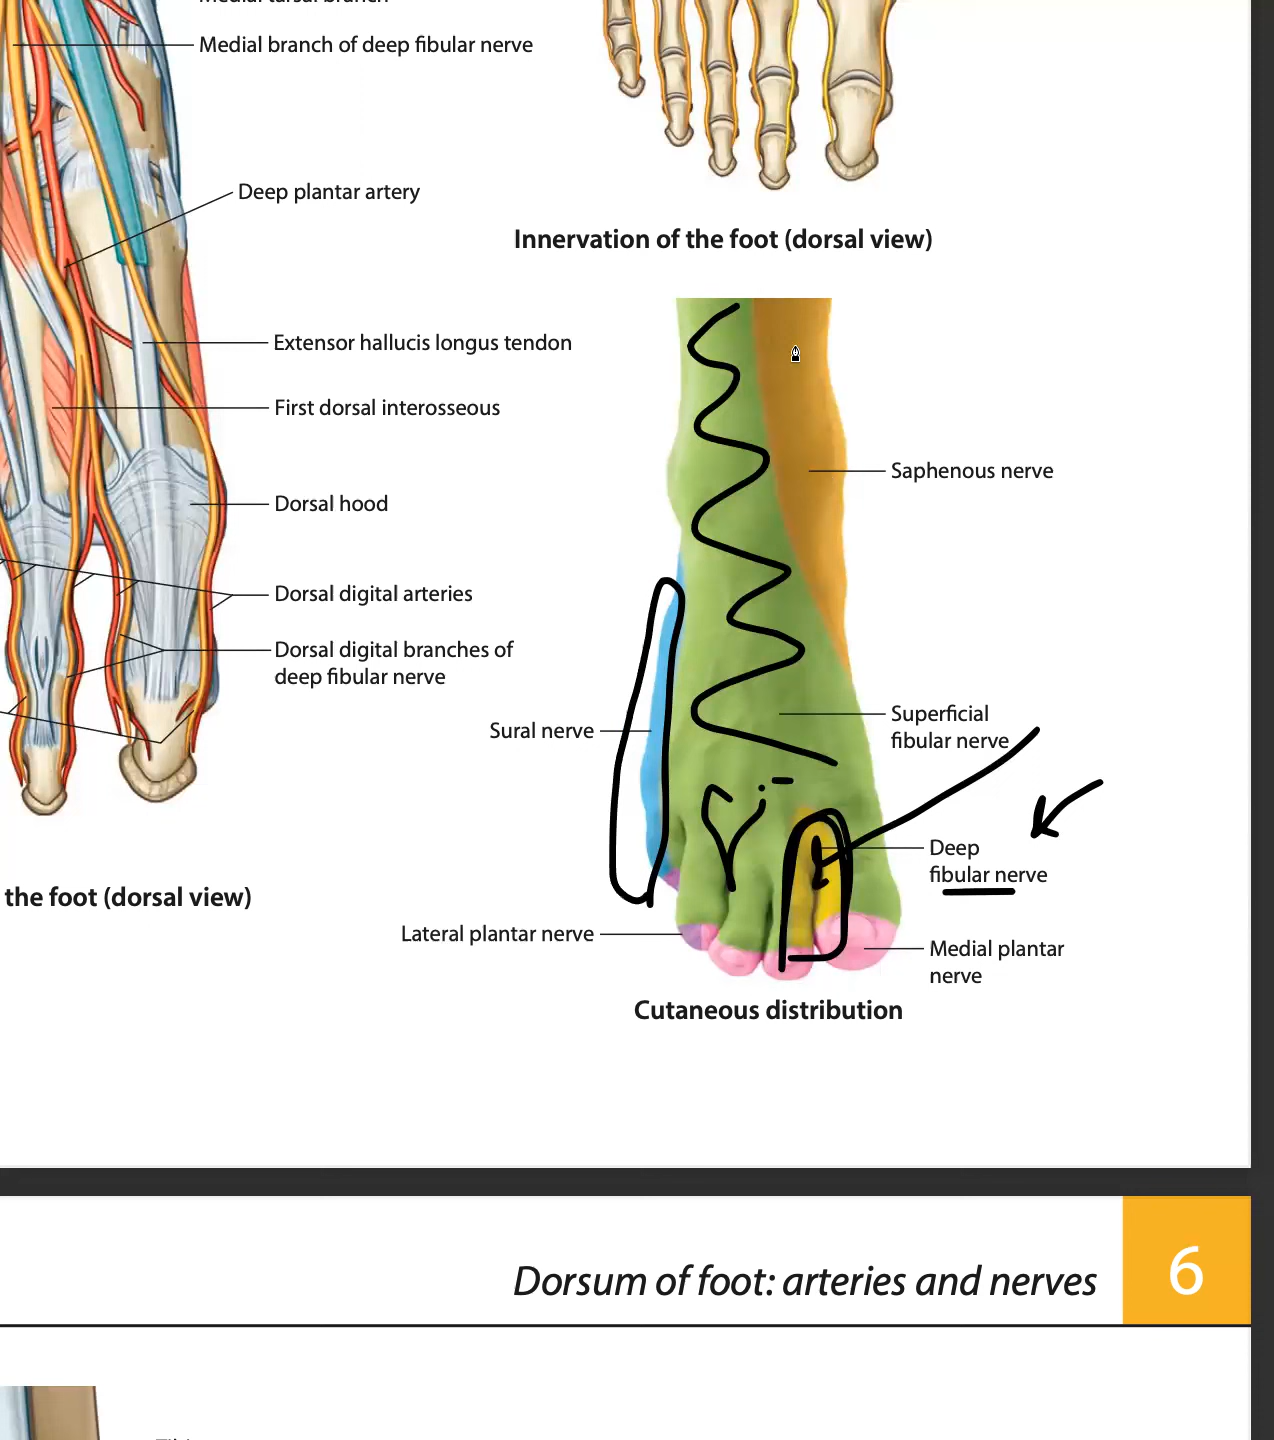 Medial branch of deep fibular nerve
Deep plantar artery
Innervation of the foot (dorsal view)
Extensor hallucis longus tendon
First dorsal interosseous
Saphenous nerve
Dorsal hood
Dorsal digital arteries
Dorsal digital branches of
deep fibular nerve
Sural nerve
Superficial
fibular nerve
Deep
fibular nerve
the foot (dorsal view)
Lateral plantar nerve
Medial plantar
nerve
Cutaneous distribution
Dorsum of foot: arteries and nerves
6